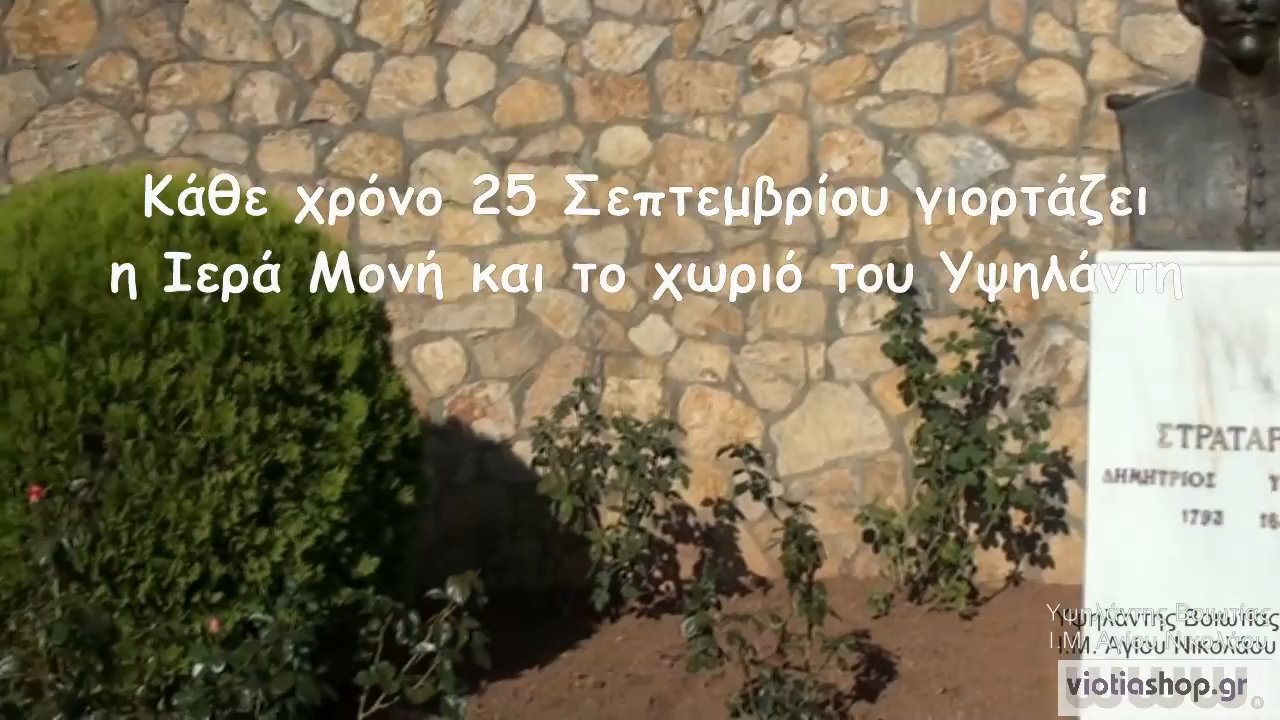 Κάθε χρόνο 25 Σεπτεμβρίου γιορτάζει
η Ιερά Μονή και το χωριό του Υψηλάντη
ΣΤΡΑΤΑΡ
ΔΗΜΗΤΡΙΟΣ
1793
Υψηλάντης Βοιωτίας
Ι.Μ. Αγίου Νικολάου
www.
viotiashop.gr